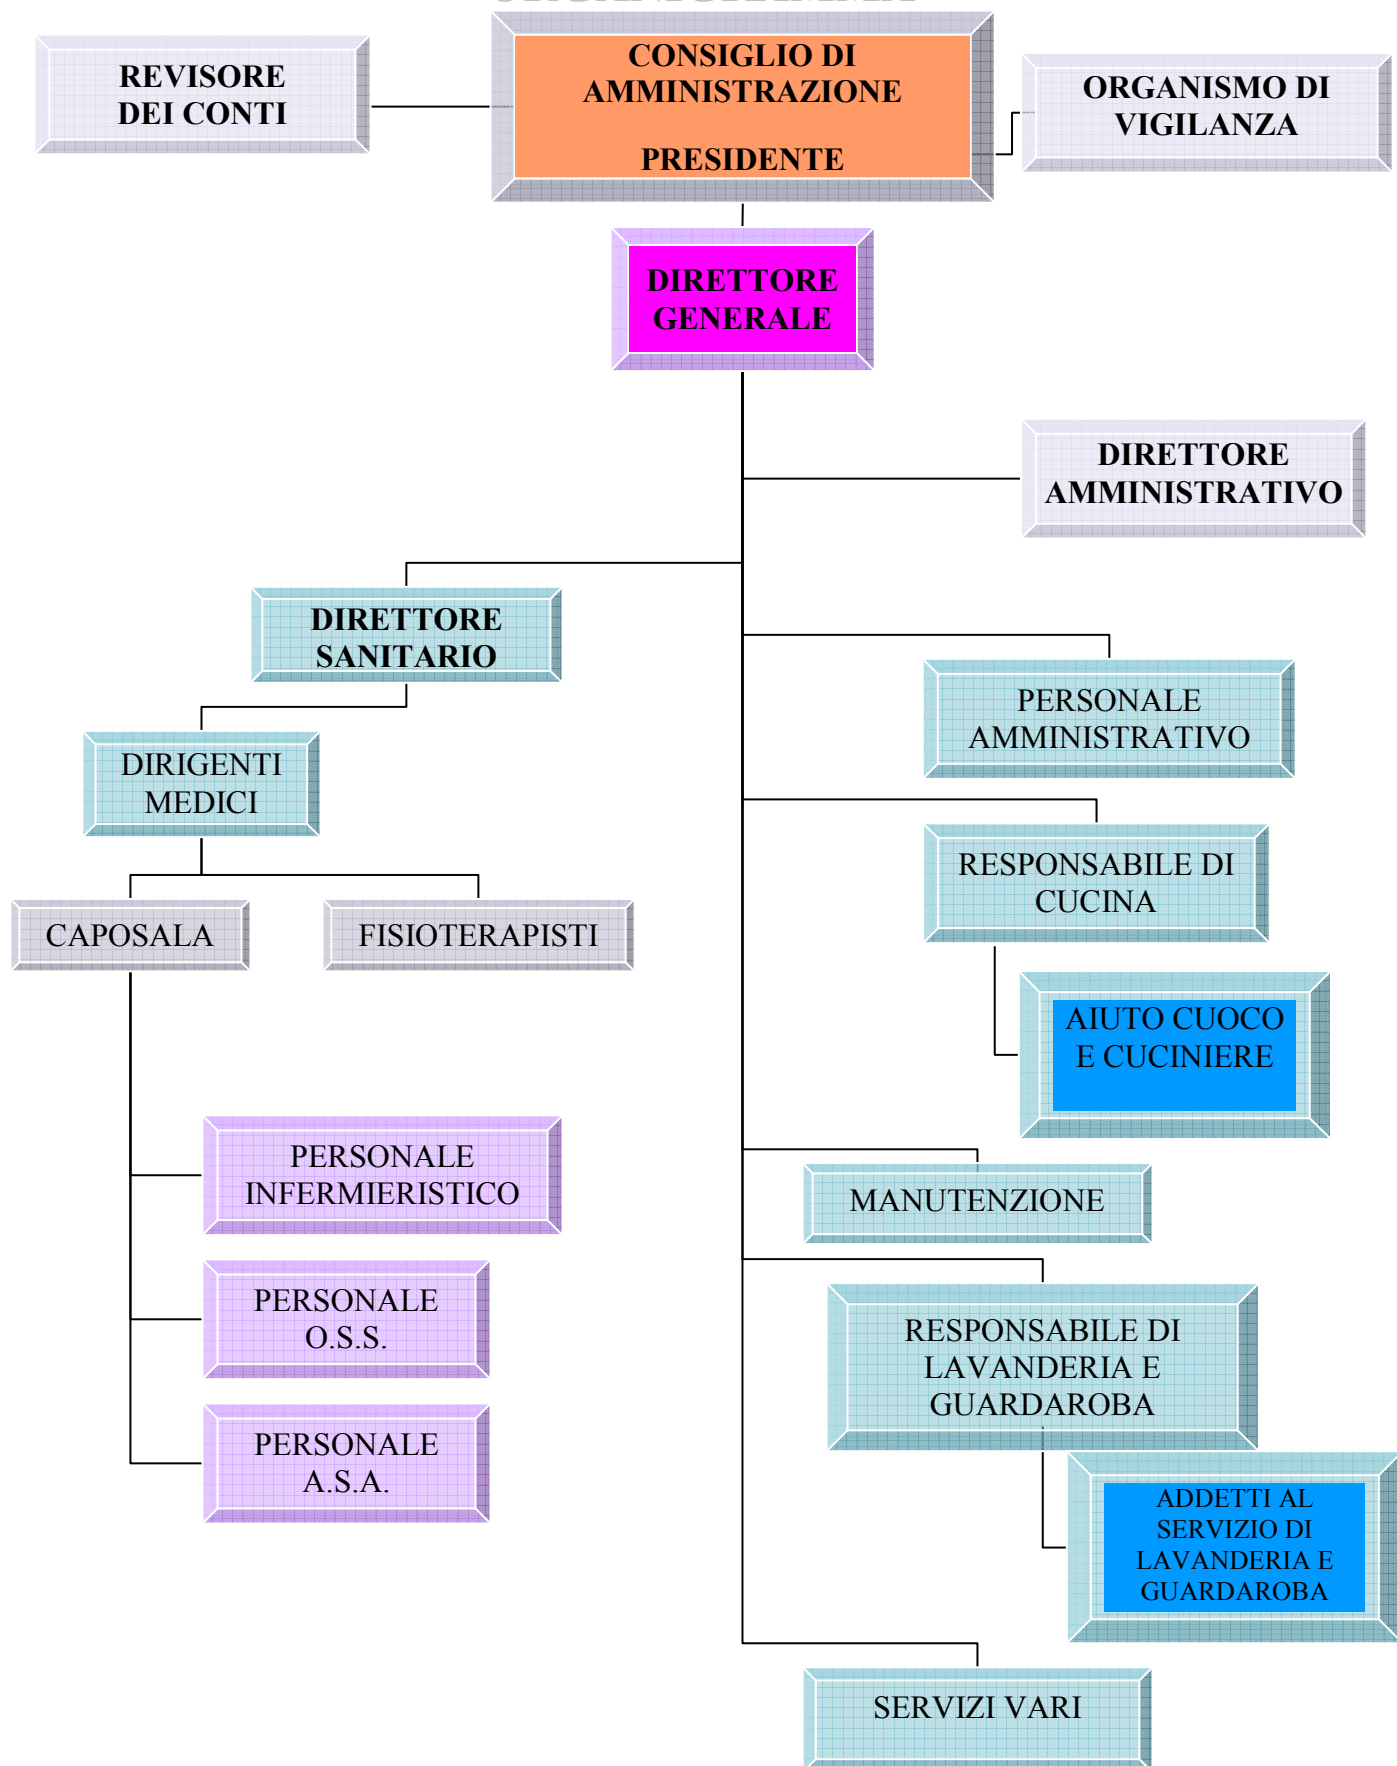 REVISORE
DEI CONTI
CONSIGLIO DI
AMMINISTRAZIONE
PRESIDENTE
ORGANISMO DI
VIGILANZA
DIRETTORE
GENERALE
DIRETTORE
AMMINISTRATIVO
DIRETTORE
SANITARIO
PERSONALE
AMMINISTRATIVO
DIRIGENTI
MEDICI
RESPONSABILE DI
CUCINA
CAPOSALA
FISIOTERAPISTI
AIUTO CUOCO
E CUCINIERE
PERSONALE
INFERMIERISTICO
MANUTENZIONE
PERSONALE
O.S.S.
RESPONSABILE DI
LAVANDERIA E
GUARDAROBA
PERSONALE
A.S.A.
ADDETTI AL
SERVIZIO DI
LAVANDERIA E
GUARDAROBA
SERVIZI VARI